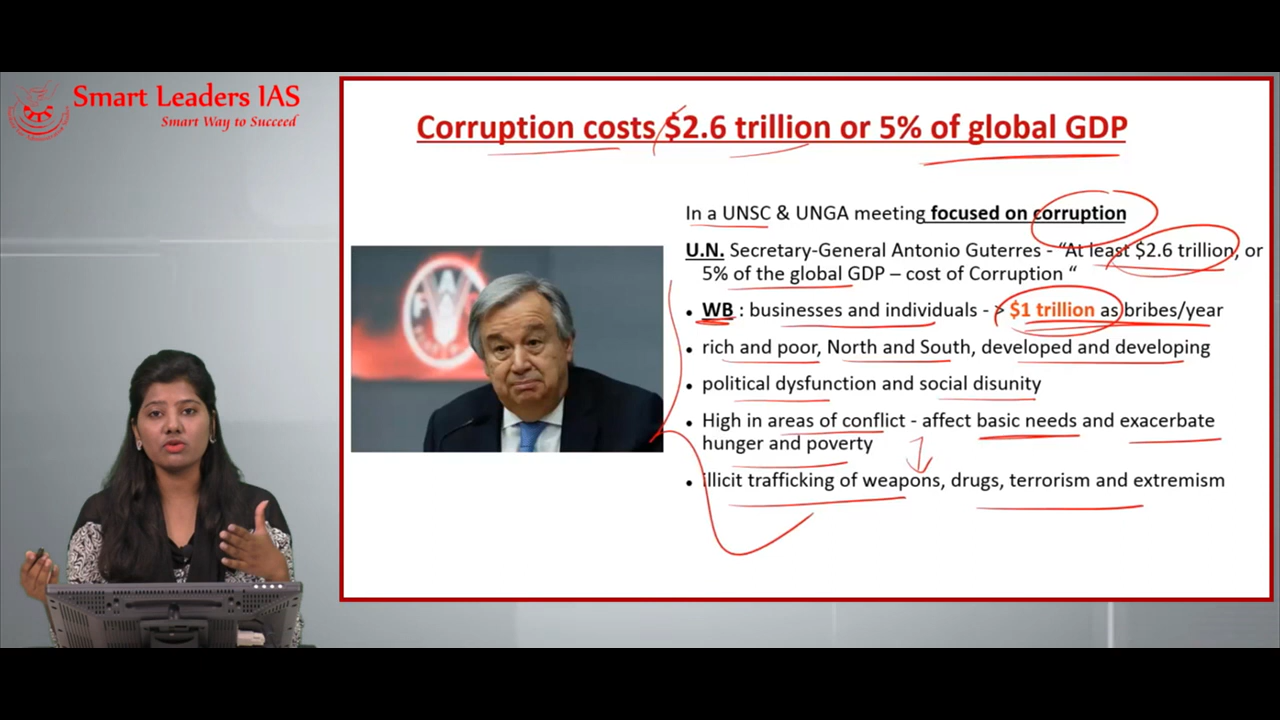 Smart Leaders IAS
Smart Way to Succeed
Corruption costs $2.6 trillion or 5% of global GDP
In a UNSC & UNGA meeting focused on corruption
U.N. Secretary-General Antonio Guterres - “At least $2.6 trillion, or
5% of the global GDP – cost of Corruption “
• WB : businesses and individuals - > $1 trillion as bribes/year
• rich and poor, North and South, developed and developing
• political dysfunction and social disunity
• High in areas of conflict - affect basic needs and exacerbate
hunger and poverty
• illicit trafficking of weapons, drugs, terrorism and extremism